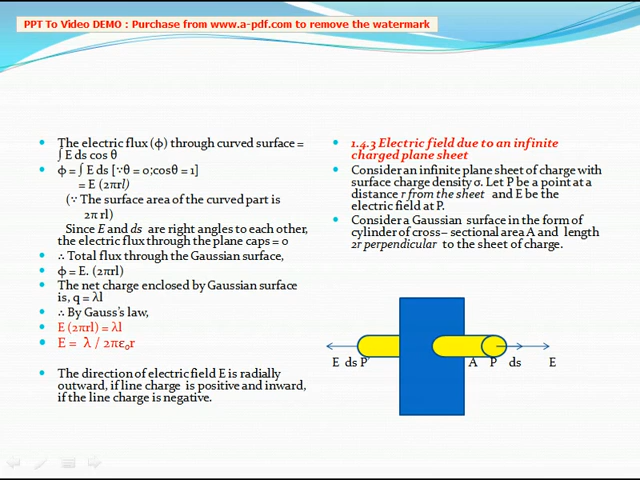 PPT To Video DEMO : Purchase from www.a-pdf.com to remove the watermark
The electric flux (ϕ) through curved surface =
∫ E ds cos θ
ϕ = ∫ E ds [∵θ = 0;cosθ = 1]
= E (2πrl)
(∵ The surface area of the curved part is
2π rl)
Since E and ds are right angles to each other,
the electric flux through the plane caps = 0
∴ Total flux through the Gaussian surface,
ϕ = E. (2πrl)
The net charge enclosed by Gaussian surface
is, q = λl
∴ By Gauss’s law,
E (2πrl) = λl
E = λ / 2πε₀r
The direction of electric field E is radially
outward, if line charge is positive and inward,
if the line charge is negative.
1.4.3 Electric field due to an infinite
charged plane sheet
Consider an infinite plane sheet of charge with
surface charge density σ. Let P be a point at a
distance r from the sheet and E be the
electric field at P.
Consider a Gaussian surface in the form of
cylinder of cross– sectional area A and length
2r perpendicular to the sheet of charge.
E ds P' A P ds E